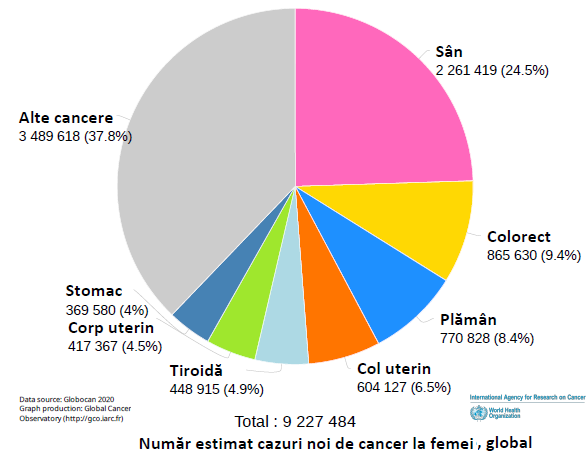 Sân
2 261 419 (24.5%)
Alte cancere
3 489 618 (37.8%)
Colorect
865 630 (9.4%)
Stomac
369 580 (4%)
Corp uterin
417 367 (4.5%)
Plămân
770 828 (8.4%)
Tiroidă
448 915 (4.9%)
Col uterin
604 127 (6.5%)
Data source: Globocan 2020
Graph production: Global Cancer
Observatory (http://gco.iarc.fr)
International Agency for Research on Cancer
World Health
Organization
Total : 9 227 484
Număr estimat cazuri noi de cancer la femei, global